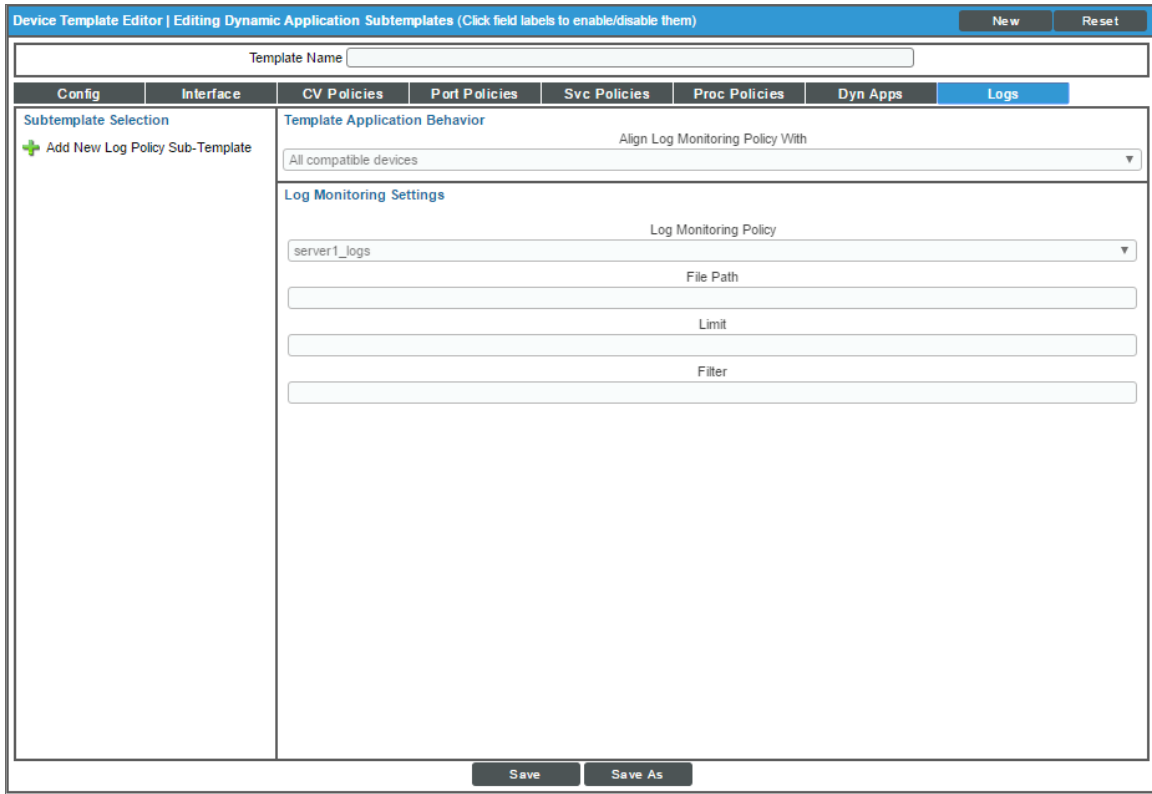 Device Template Editor | Editing Dynamic Application Subtemplates (Click field labels to enable/disable them) New Reset
Template Name
Config Interface CV Policies Port Policies Svc Policies Proc Policies Dyn Apps Logs
Subtemplate Selection
Add New Log Policy Sub-Template
Template Application Behavior
Align Log Monitoring Policy With
All compatible devices
Log Monitoring Settings
Log Monitoring Policy
server1_logs
File Path
Limit
Filter
Save Save As